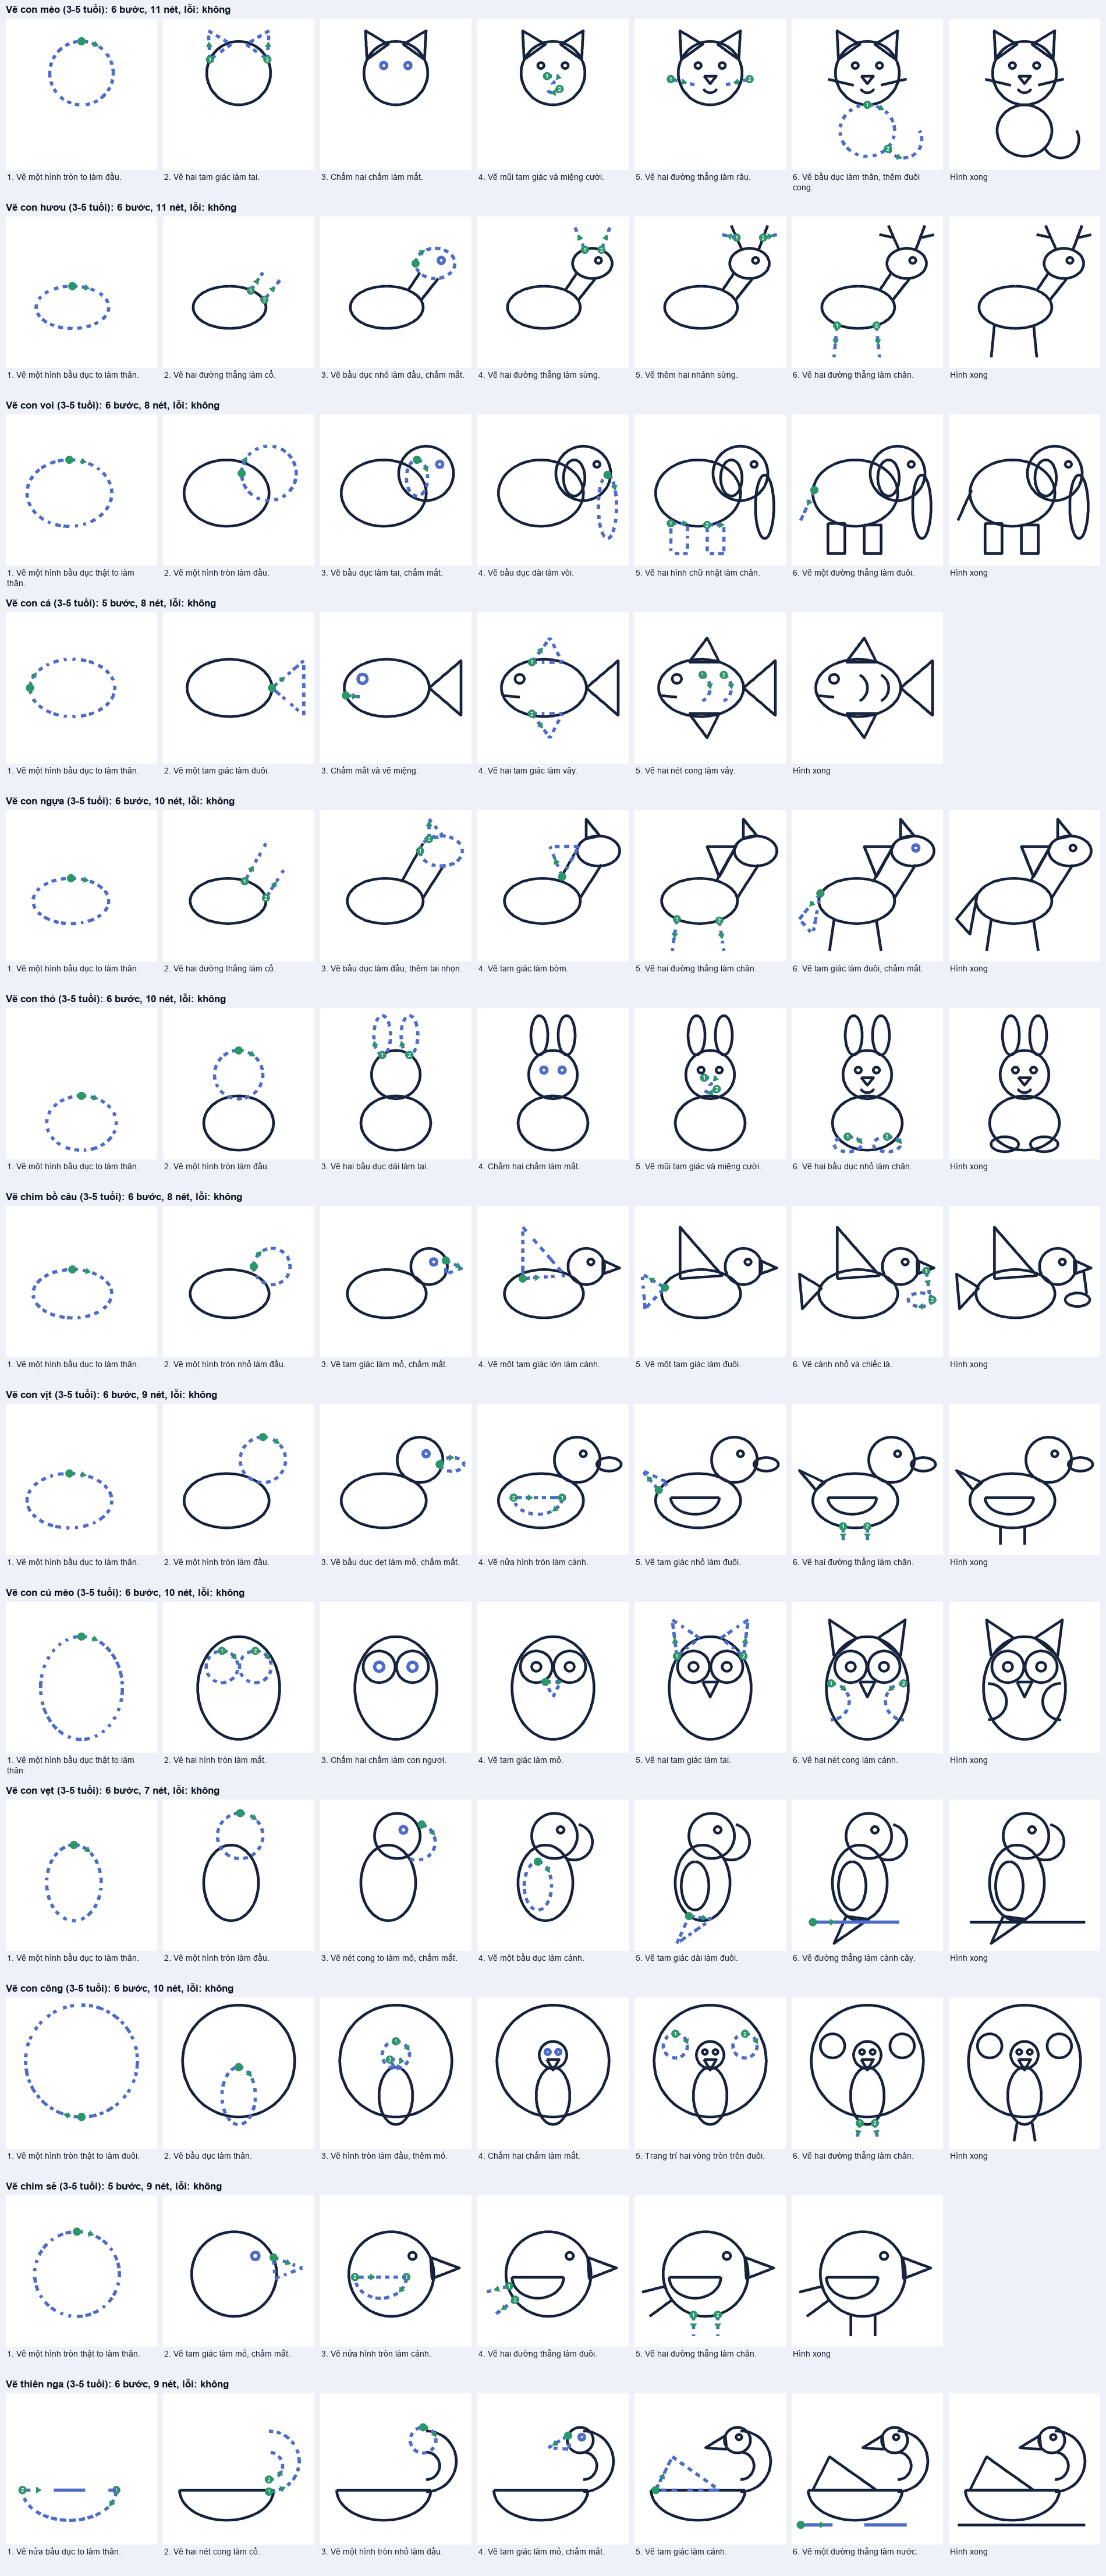 Vẽ con mèo (3-5 tuổi): 6 bước, 11 nét, lỗi: không
1. Vẽ một hình tròn to làm đầu.
2. Vẽ hai tam giác làm tai.
3. Chấm hai chấm làm mắt.
4. Vẽ mũi tam giác và miệng cười.
5. Vẽ hai đường thẳng làm râu.
6. Vẽ bầu dục làm thân, thêm đuôi
cong.
Hình xong
Vẽ con hươu (3-5 tuổi): 6 bước, 11 nét, lỗi: không
1. Vẽ một hình bầu dục to làm thân.
2. Vẽ hai đường thẳng làm cổ.
3. Vẽ bầu dục nhỏ làm đầu, chấm mắt.
4. Vẽ hai đường thẳng làm sừng.
5. Vẽ thêm hai nhánh sừng.
6. Vẽ hai đường thẳng làm chân.
Hình xong
Vẽ con voi (3-5 tuổi): 6 bước, 8 nét, lỗi: không
1. Vẽ một hình bầu dục thật to làm
thân.
2. Vẽ một hình tròn làm đầu.
3. Vẽ bầu dục làm tai, chấm mắt.
4. Vẽ bầu dục dài làm vòi.
5. Vẽ hai hình chữ nhật làm chân.
6. Vẽ một đường thẳng làm đuôi.
Hình xong
Vẽ con cá (3-5 tuổi): 5 bước, 8 nét, lỗi: không
1. Vẽ một hình bầu dục to làm thân.
2. Vẽ một tam giác làm đuôi.
3. Chấm mắt và vẽ miệng.
4. Vẽ hai tam giác làm vây.
5. Vẽ hai nét cong làm vảy.
Hình xong
Vẽ con ngựa (3-5 tuổi): 6 bước, 10 nét, lỗi: không
1. Vẽ một hình bầu dục to làm thân.
2. Vẽ hai đường thẳng làm cổ.
3. Vẽ bầu dục làm đầu, thêm tai nhọn.
4. Vẽ tam giác làm bờm.
5. Vẽ hai đường thẳng làm chân.
6. Vẽ tam giác làm đuôi, chấm mắt.
Hình xong
Vẽ con thỏ (3-5 tuổi): 6 bước, 10 nét, lỗi: không
1. Vẽ một hình bầu dục to làm thân.
2. Vẽ một hình tròn làm đầu.
3. Vẽ hai bầu dục dài làm tai.
4. Chấm hai chấm làm mắt.
5. Vẽ mũi tam giác và miệng cười.
6. Vẽ hai bầu dục nhỏ làm chân.
Hình xong
Vẽ chim bồ câu (3-5 tuổi): 6 bước, 8 nét, lỗi: không
1. Vẽ một hình bầu dục to làm thân.
2. Vẽ một hình tròn nhỏ làm đầu.
3. Vẽ tam giác làm mỏ, chấm mắt.
4. Vẽ một tam giác lớn làm cánh.
5. Vẽ một tam giác làm đuôi.
6. Vẽ cành nhỏ và chiếc lá.
Hình xong
Vẽ con vịt (3-5 tuổi): 6 bước, 9 nét, lỗi: không
1. Vẽ một hình bầu dục to làm thân.
2. Vẽ một hình tròn làm đầu.
3. Vẽ bầu dục dẹt làm mỏ, chấm mắt.
4. Vẽ nửa hình tròn làm cánh.
5. Vẽ tam giác nhỏ làm đuôi.
6. Vẽ hai đường thẳng làm chân.
Hình xong
Vẽ con cú mèo (3-5 tuổi): 6 bước, 10 nét, lỗi: không
1. Vẽ một hình bầu dục thật to làm
thân.
2. Vẽ hai hình tròn làm mắt.
3. Chấm hai chấm làm con ngươi.
4. Vẽ tam giác làm mỏ.
5. Vẽ hai tam giác làm tai.
6. Vẽ hai nét cong làm cánh.
Hình xong
Vẽ con vẹt (3-5 tuổi): 6 bước, 7 nét, lỗi: không
1. Vẽ một hình bầu dục to làm thân.
2. Vẽ một hình tròn làm đầu.
3. Vẽ nét cong to làm mỏ, chấm mắt.
4. Vẽ một bầu dục làm cánh.
5. Vẽ tam giác dài làm đuôi.
6. Vẽ đường thẳng làm cành cây.
Hình xong
Vẽ con công (3-5 tuổi): 6 bước, 10 nét, lỗi: không
1. Vẽ một hình tròn thật to làm đuôi.
2. Vẽ bầu dục làm thân.
3. Vẽ hình tròn làm đầu, thêm mỏ.
4. Chấm hai chấm làm mắt.
5. Trang trí hai vòng tròn trên đuôi.
6. Vẽ hai đường thẳng làm chân.
Hình xong
Vẽ chim sẻ (3-5 tuổi): 5 bước, 9 nét, lỗi: không
1. Vẽ một hình tròn thật to làm thân.
2. Vẽ tam giác làm mỏ, chấm mắt.
3. Vẽ nửa hình tròn làm cánh.
4. Vẽ hai đường thẳng làm đuôi.
5. Vẽ hai đường thẳng làm chân.
Hình xong
Vẽ thiên nga (3-5 tuổi): 6 bước, 9 nét, lỗi: không
1. Vẽ nửa bầu dục to làm thân.
2. Vẽ hai nét cong làm cổ.
3. Vẽ một hình tròn nhỏ làm đầu.
4. Vẽ tam giác làm mỏ, chấm mắt.
5. Vẽ tam giác làm cánh.
6. Vẽ một đường thẳng làm nước.
Hình xong